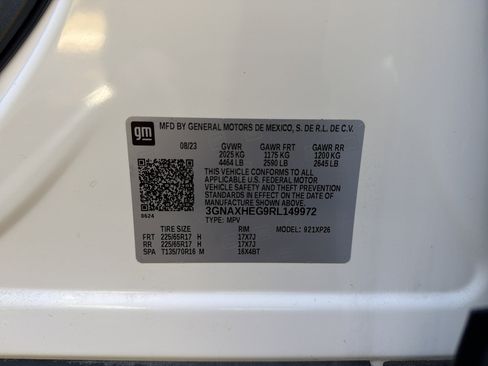 gm
MFD BY GENERAL MOTORS DE MEXICO, S. DE R.L. DE C.V.
08/23 GVWR GAWR FRT GAWR RR
2025 KG 1175 KG 1200 KG
4464 LB 2590 LB 2645 LB
THIS VEHICLE CONFORMS TO ALL
APPLICABLE U.S. FEDERAL MOTOR
VEHICLE SAFETY AND THEFT PREVENTION
STANDARDS IN EFFECT ON THE DATE OF
MANUFACTURE SHOWN ABOVE.
3GNAXHEG9RL149972
TYPE: MPV
0624
TIRE SIZE RIM MODEL: 921XP26
FRT 225/65R17 H 17X7J
RR 225/65R17 H 17X7J
SPA T135/70R16 M 16X4BT